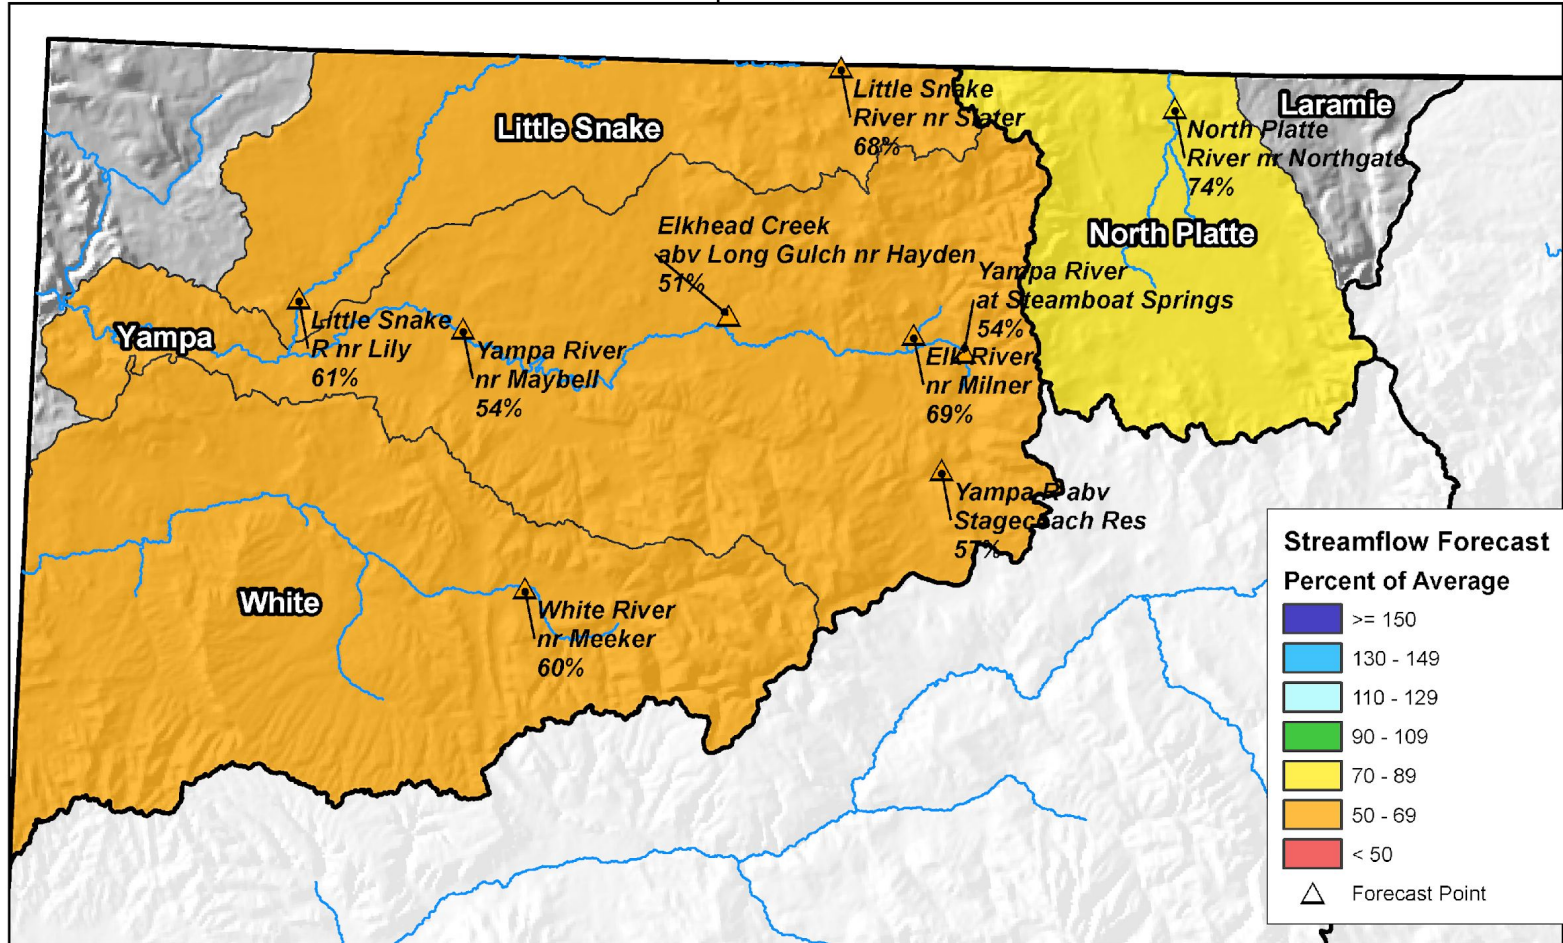 Little Snake
Little Snake
River nr Slater
68%
Laramie
North Platte
River nr Northgate
74%
North Platte
Elkhead Creek
abv Long Gulch nr Hayden
51%
Yampa River
at Steamboat Springs
54%
Yampa
Little Snake
R nr Lily
61%
Yampa River
nr Maybell
54%
Elk River
nr Milner
69%
Yampa R abv
Stagecoach Res
57%
White
White River
nr Meeker
60%
Streamflow Forecast
Percent of Average
>= 150
130 - 149
110 - 129
90 - 109
70 - 89
50 - 69
< 50
Forecast Point